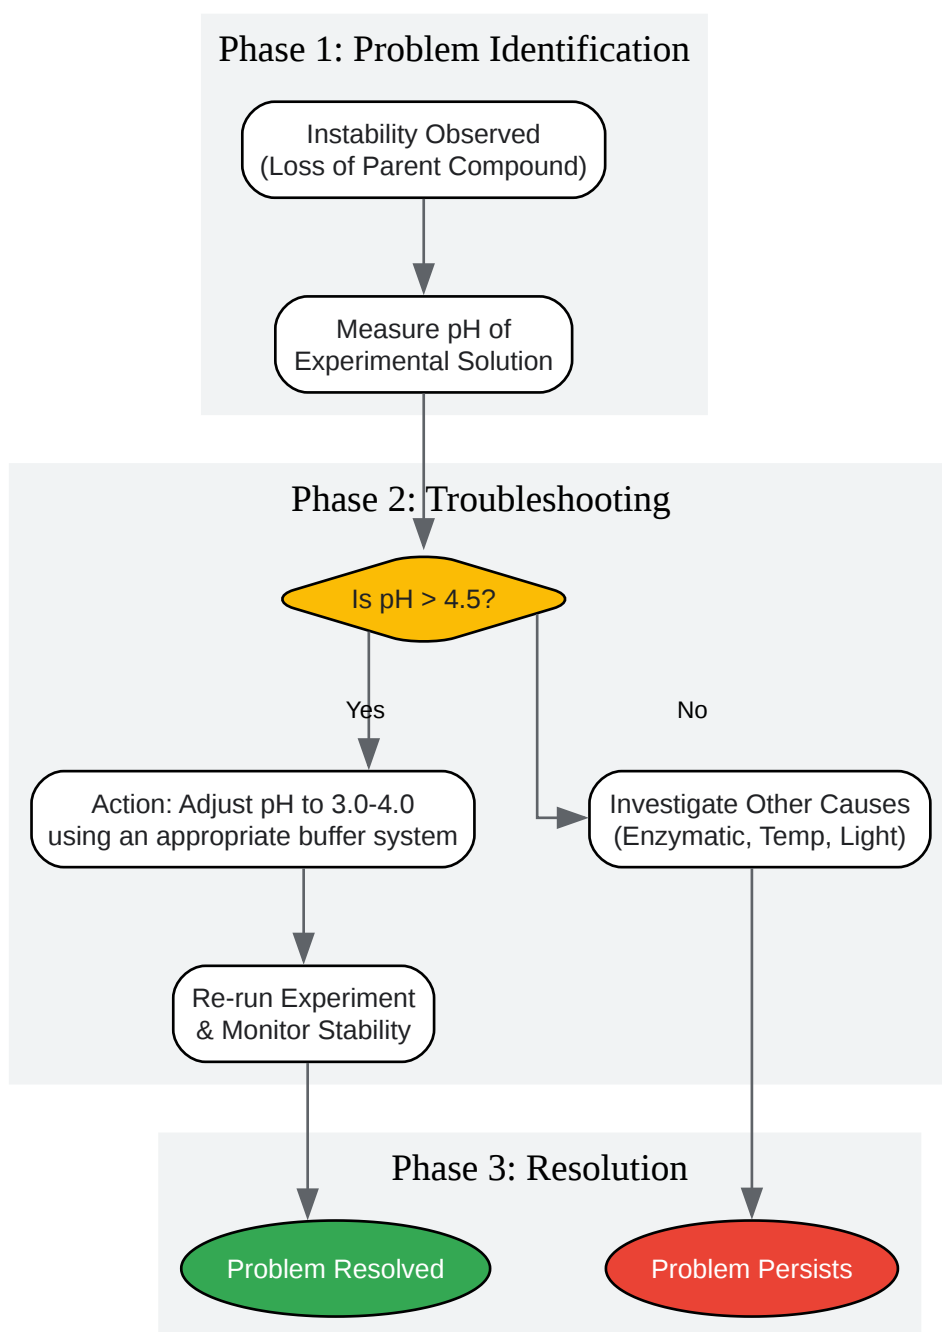 Phase 1: Problem Identification
Instability Observed
(Loss of Parent Compound)
Measure pH of
Experimental Solution
Phase 2: Troubleshooting
Is pH > 4.5?
Yes
No
Action: Adjust pH to 3.0-4.0
using an appropriate buffer system
Investigate Other Causes
(Enzymatic, Temp, Light)
Re-run Experiment
& Monitor Stability
Phase 3: Resolution
Problem Resolved
Problem Persists